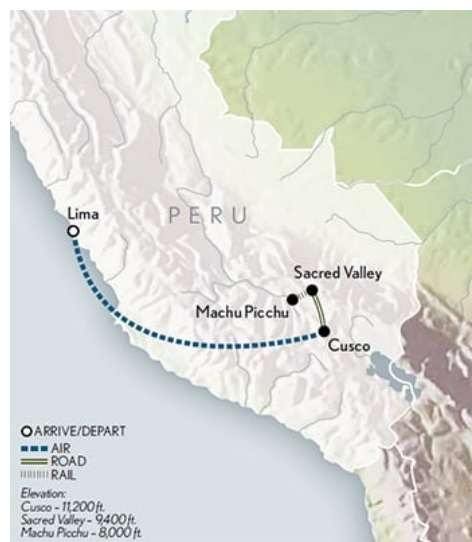 Lima
PERU
Sacred Valley
Machu Picchu
Cusco
ARRIVE/DEPART
AIR
ROAD
RAIL
Elevation:
Cusco - 11,200 ft.
Sacred Valley - 9,400 ft.
Machu Picchu - 8,000 ft.